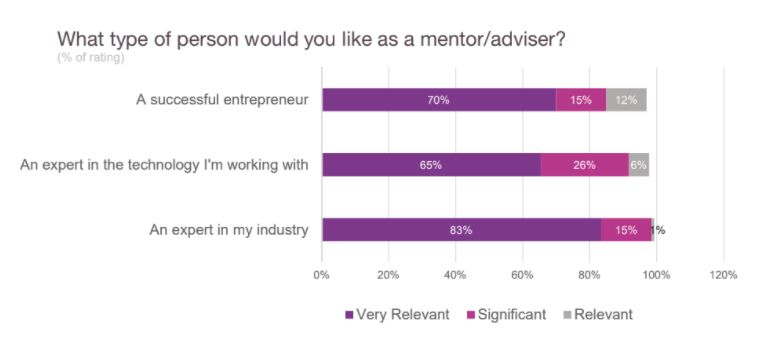 What type of person would you like as a mentor/adviser?
(% of rating)
A successful entrepreneur
70% 15% 12%
An expert in the technology I'm working with
65% 26% 6%
An expert in my industry
83% 15% 1%
0% 20% 40% 60% 80% 100% 120%
Very Relevant Significant Relevant